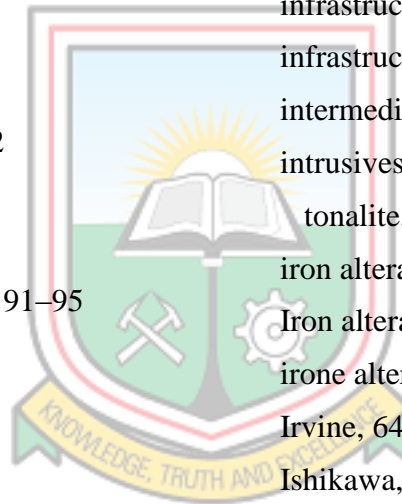 infrastruc
infrastruc
intermedi
2
intrusives
tonalite
iron altera
91–95
Iron altera
irone alter
Irvine, 64
Ishikawa,
KNOWLEDGE, TRUTH AND EXCELLENCE